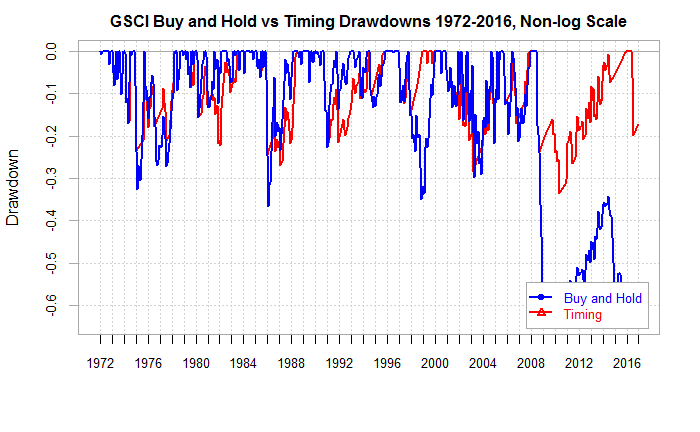 GSCI Buy and Hold vs Timing Drawdowns 1972-2016, Non-log Scale
Drawdown
0.0
-0.1
-0.2
-0.3
-0.4
-0.5
-0.6
Buy and Hold
Timing
1972 1976 1980 1984 1988 1992 1996 2000 2004 2008 2012 2016